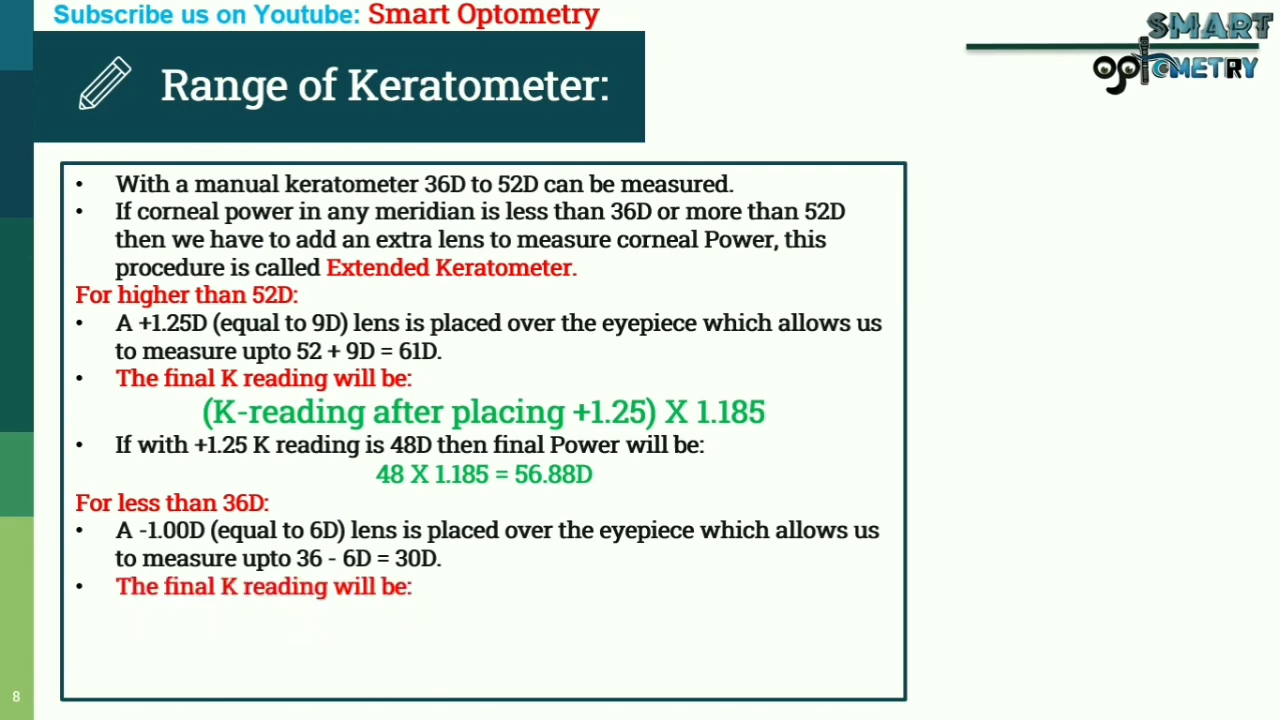 Subscribe us on Youtube: Smart Optometry
SMART
OPTOMETRY
Range of Keratometer:
• With a manual keratometer 36D to 52D can be measured.
• If corneal power in any meridian is less than 36D or more than 52D
then we have to add an extra lens to measure corneal Power, this
procedure is called Extended Keratometer.
For higher than 52D:
• A +1.25D (equal to 9D) lens is placed over the eyepiece which allows us
to measure upto 52 + 9D = 61D.
• The final K reading will be:
(K-reading after placing +1.25) X 1.185
• If with +1.25 K reading is 48D then final Power will be:
48 X 1.185 = 56.88D
For less than 36D:
• A -1.00D (equal to 6D) lens is placed over the eyepiece which allows us
to measure upto 36 - 6D = 30D.
• The final K reading will be:
8